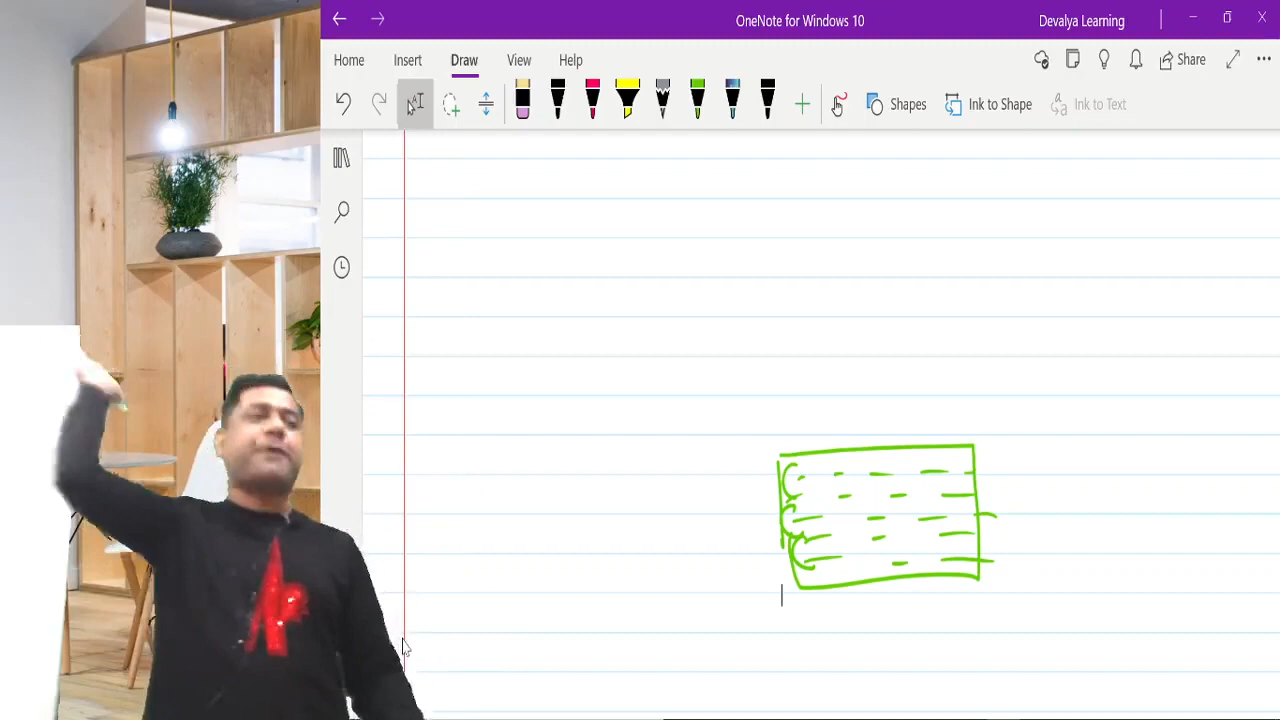 OneNote for Windows 10
Devalya Learning
Home
Insert
Draw
View
Help
Share
Shapes
Ink to Shape
Ink to Text